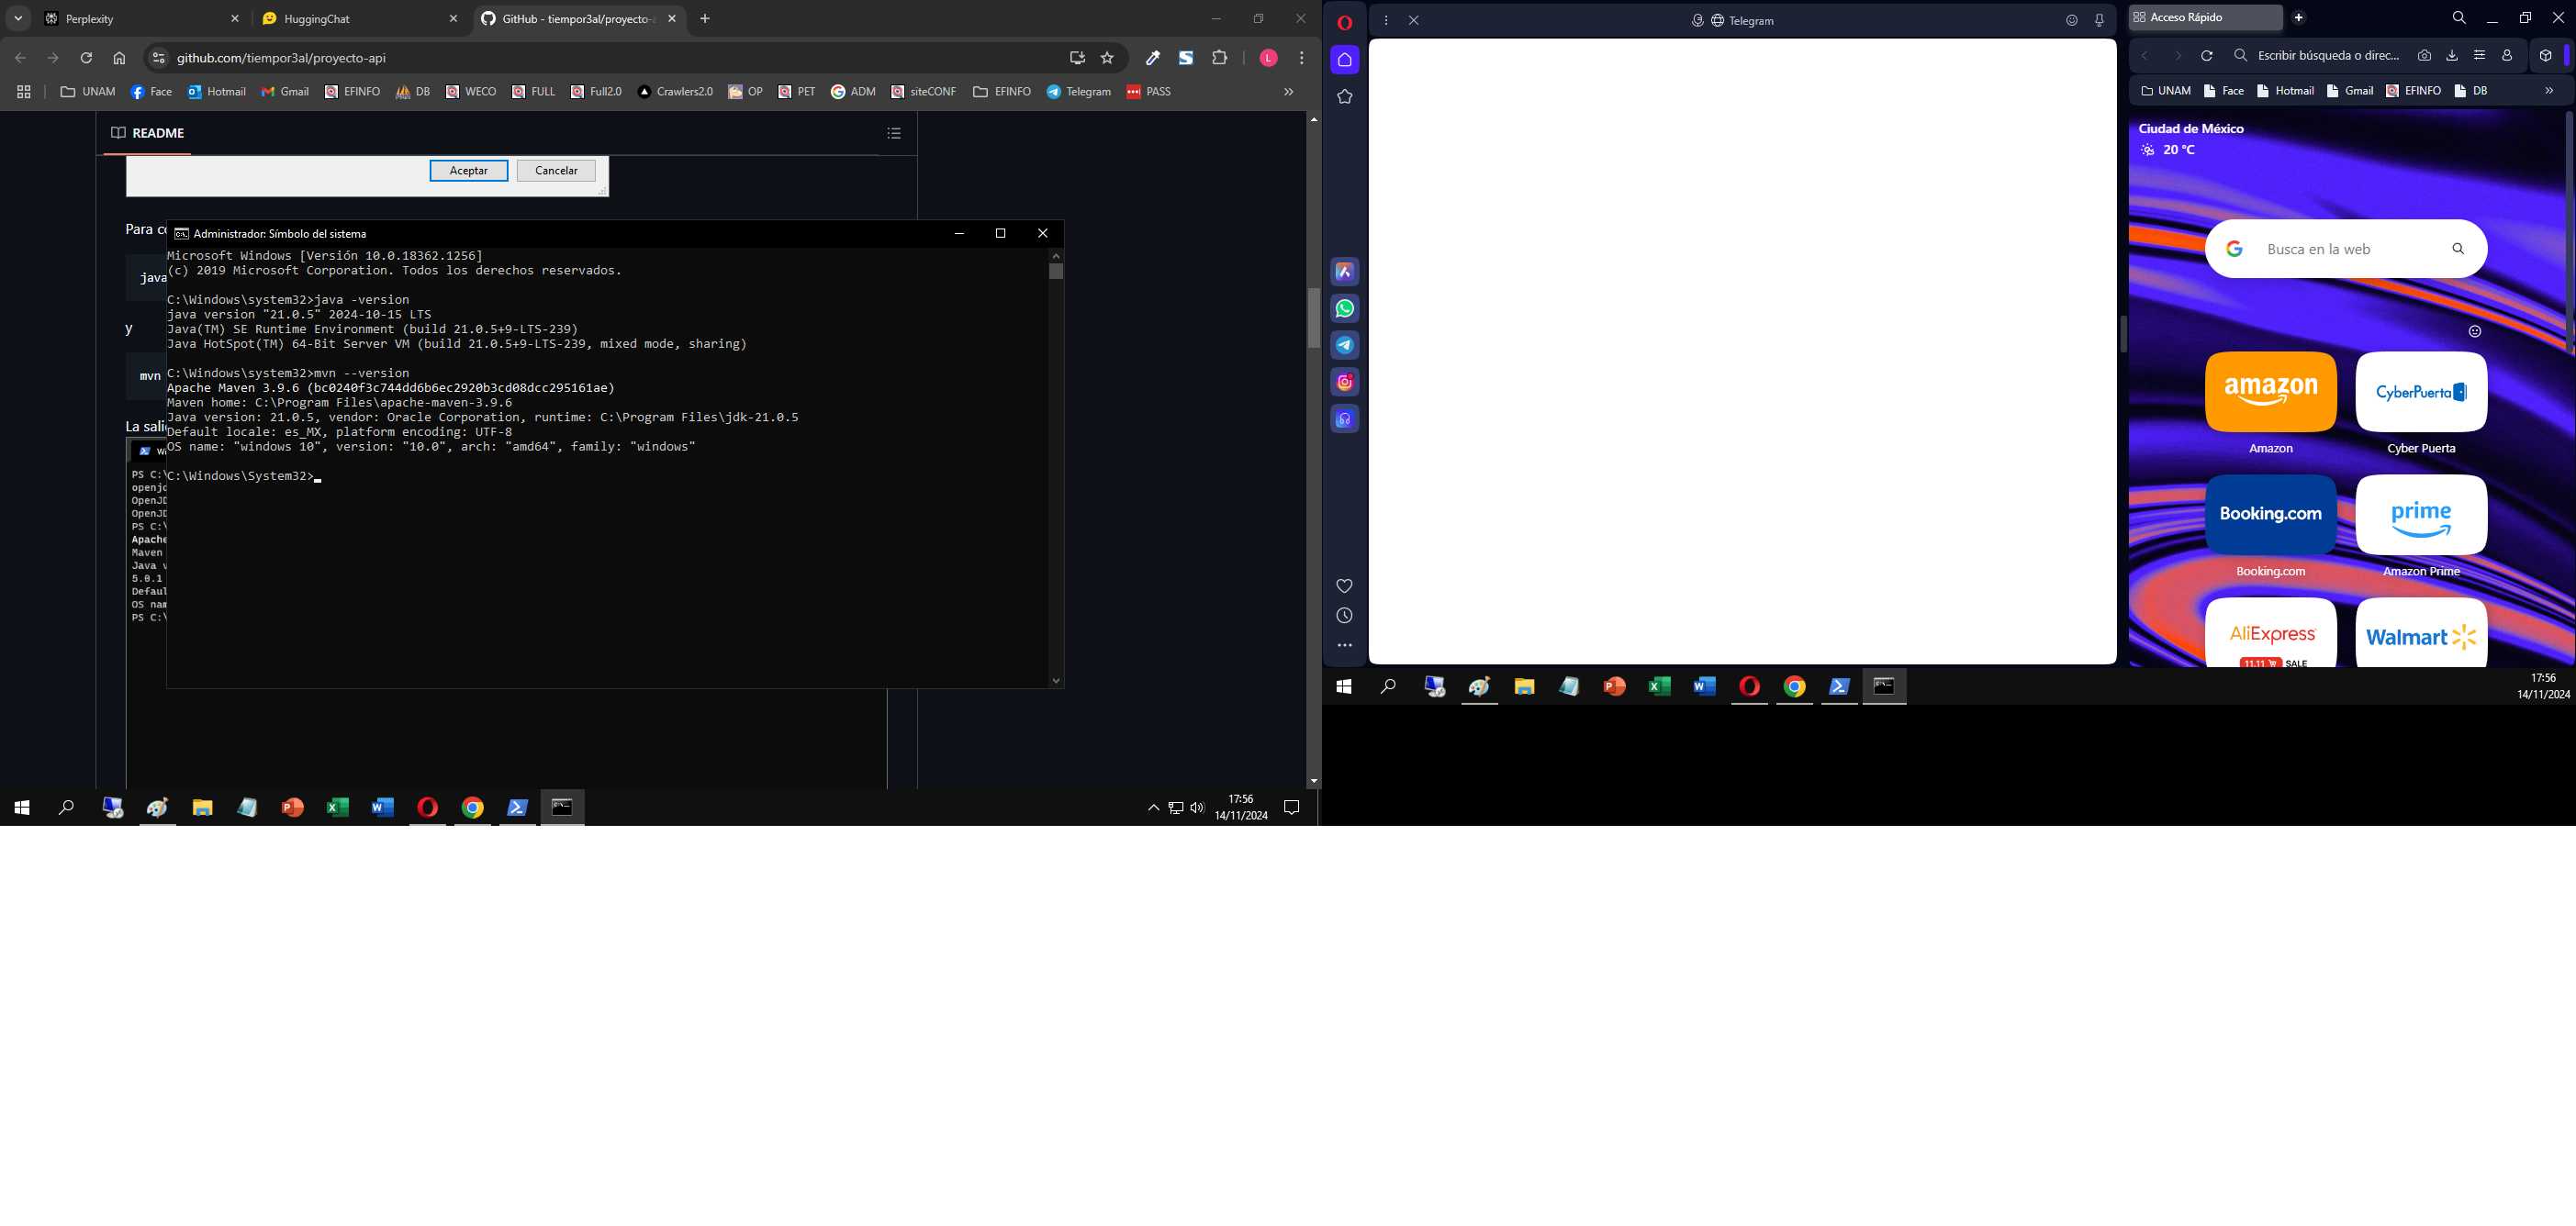 Perplexity
HuggingChat
GitHub - tiempor3al/proyecto-a
github.com/tiempor3al/proyecto-api
L
UNAM Face Hotmail Gmail EFINFO DB WECO FULL Full2.0 Crawlers2.0 OP PET ADM siteCONF EFINFO Telegram PASS
README
Aceptar Cancelar
Para co
java
y
mvn
La sali
PS C:\
openjd
OpenJD
OpenJD
PS C:\
Apache
Maven
Java v
5.0.1
Defaul
OS nam
PS C:\
Administrador: Símbolo del sistema
Microsoft Windows [Versión 10.0.18362.1256]
(c) 2019 Microsoft Corporation. Todos los derechos reservados.
C:\Windows\system32>java -version
java version "21.0.5" 2024-10-15 LTS
Java(TM) SE Runtime Environment (build 21.0.5+9-LTS-239)
Java HotSpot(TM) 64-Bit Server VM (build 21.0.5+9-LTS-239, mixed mode, sharing)
C:\Windows\system32>mvn --version
Apache Maven 3.9.6 (bc0240f3c744dd6b6ec2920b3cd08dcc295161ae)
Maven home: C:\Program Files\apache-maven-3.9.6
Java version: 21.0.5, vendor: Oracle Corporation, runtime: C:\Program Files\jdk-21.0.5
Default locale: es_MX, platform encoding: UTF-8
OS name: "windows 10", version: "10.0", arch: "amd64", family: "windows"
C:\Windows\System32>
17:56
14/11/2024
Telegram
Acceso Rápido
Escribir búsqueda o direc...
UNAM Face Hotmail Gmail EFINFO DB
Ciudad de México
20 °C
Busca en la web
amazon
CyberPuerta
Amazon
Cyber Puerta
Booking.com
prime
Booking.com
Amazon Prime
AliExpress
11.11 SALE
Walmart
17:56
14/11/2024